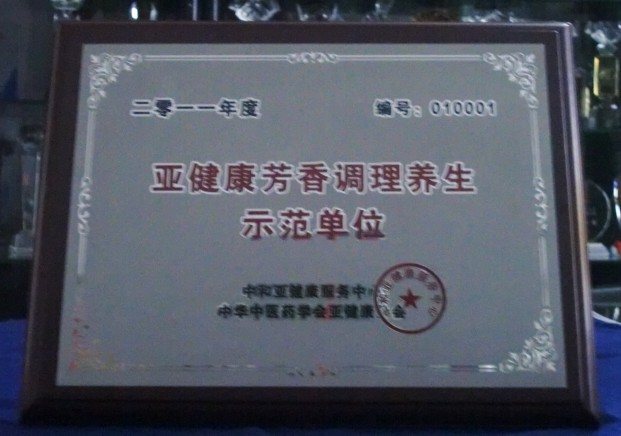 二零一一年度
编号：010001
亚健康芳香调理养生
示范单位
中和亚健康服务中
中华中医药学会亚健康 会